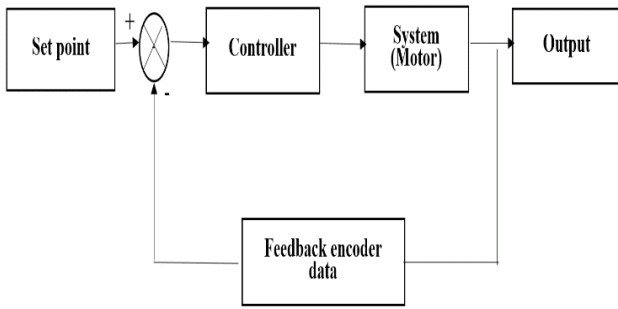 +
Set point
Controller
System
(Motor)
Output
-
Feedback encoder
data